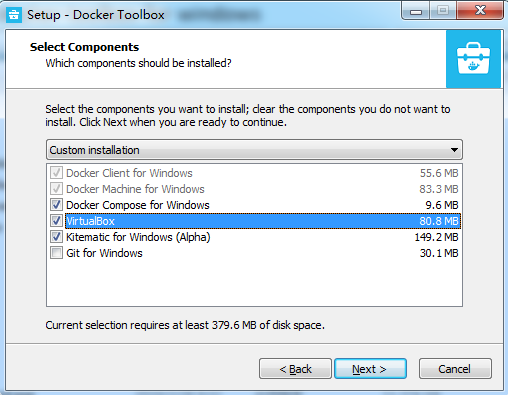 Setup - Docker Toolbox
Select Components
Which components should be installed?
Select the components you want to install; clear the components you do not want to
install. Click Next when you are ready to continue.
Custom installation
Docker Client for Windows 55.6 MB
Docker Machine for Windows 83.3 MB
Docker Compose for Windows 9.6 MB
VirtualBox 80.8 MB
Kitematic for Windows (Alpha) 149.2 MB
Git for Windows 30.1 MB
Current selection requires at least 379.6 MB of disk space.
< Back Next > Cancel